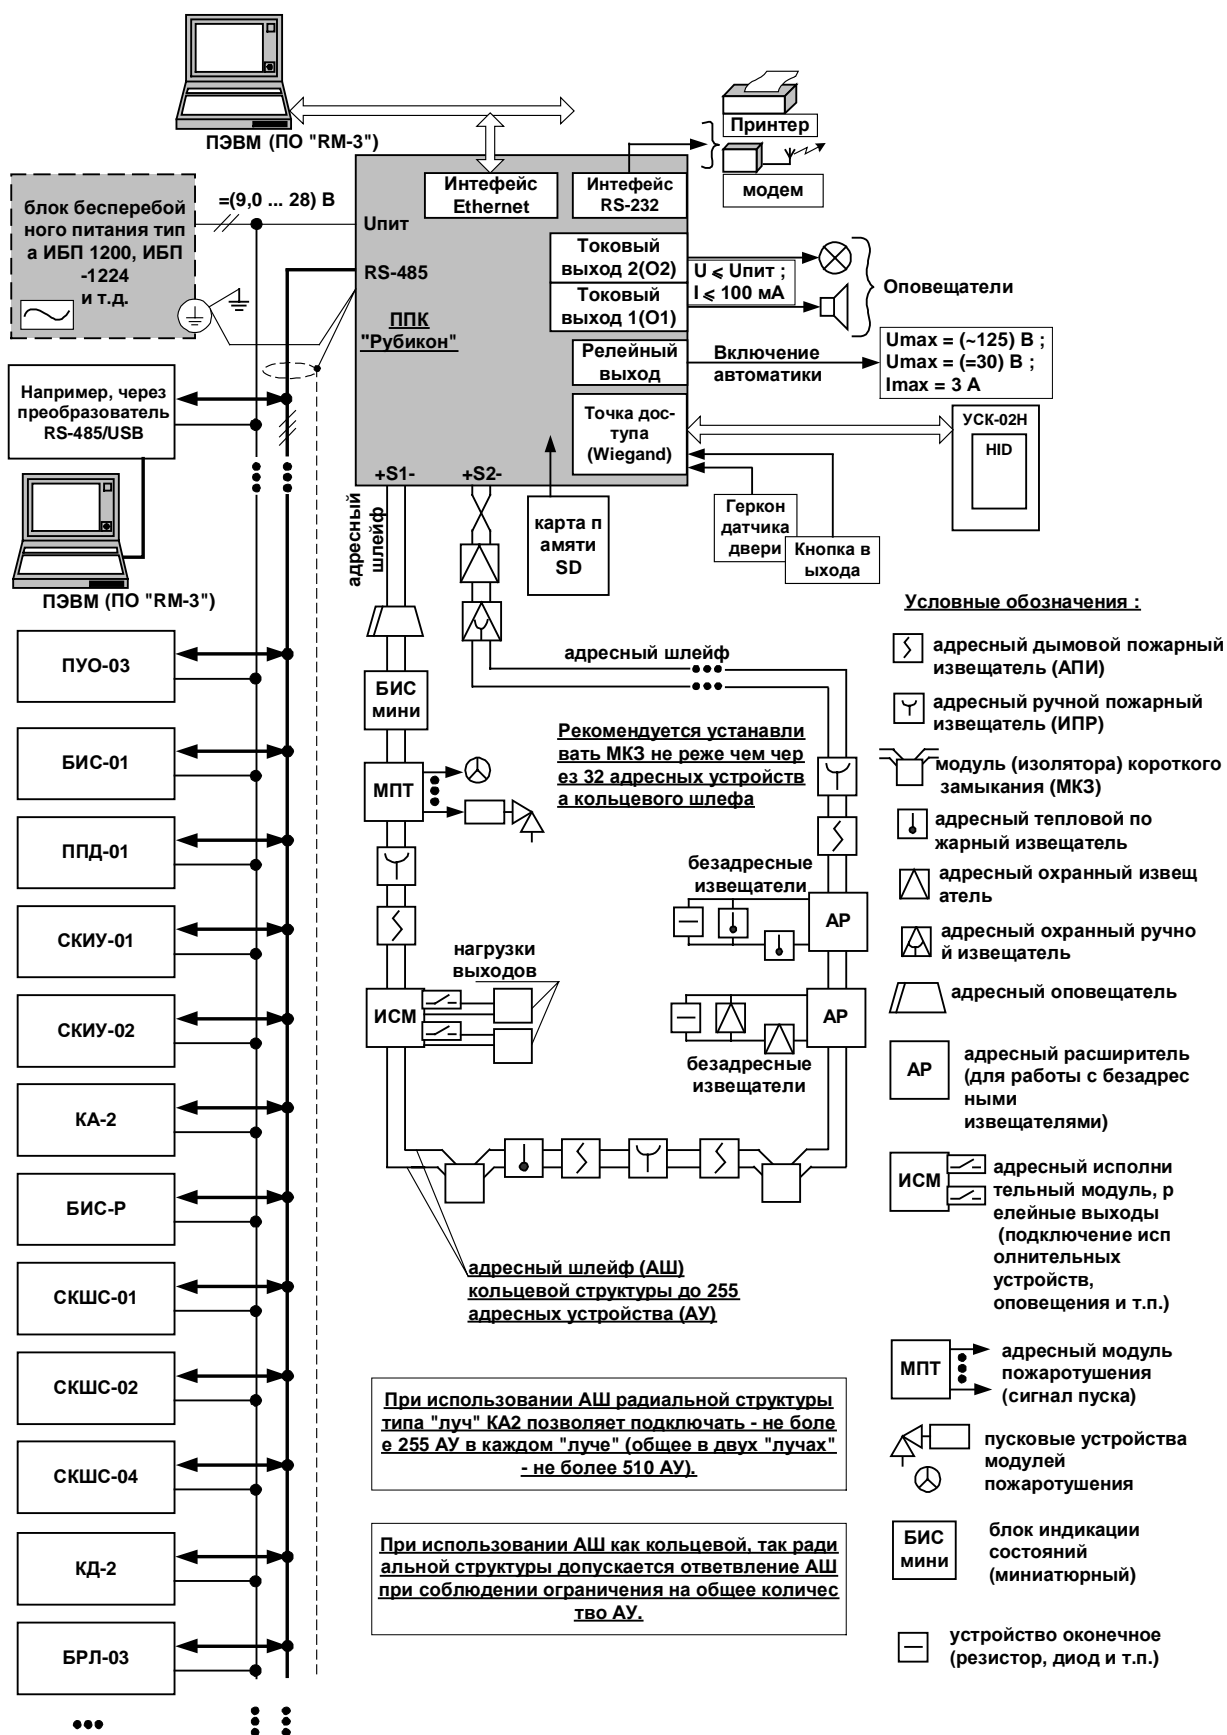 ПЭВМ (ПО "RM-3")
Принтер
модем
блок бесперебой
ного питания тип
а ИБП 1200, ИБП
-1224
и т.д.
=(9,0 ... 28) В
Uпит
RS-485
ППК
"Рубикон"
Интефейс
Ethernet
Интефейс
RS-232
Токовый
выход 2(О2)
Токовый
выход 1(О1)
U ⩽ Uпит ;
I ⩽ 100 мА
Оповещатели
Релейный
выход
Включение
автоматики
Umax = (~125) В ;
Umax = (=30) В ;
Imax = 3 А
Точка дос-
тупа
(Wiegand)
УСК-02Н
HID
Например, через
преобразователь
RS-485/USB
+S1-
+S2-
адресный
шлейф
карта п
амяти
SD
Геркон
датчика
двери
Кнопка в
ыхода
ПЭВМ (ПО "RM-3")
ПУО-03
БИС-01
ППД-01
СКИУ-01
СКИУ-02
КА-2
БИС-Р
СКШС-01
СКШС-02
СКШС-04
КД-2
БРЛ-03
адресный шлейф
БИС
мини
МПТ
Рекомендуется устанавли
вать МКЗ не реже чем чер
ез 32 адресных устройств
а кольцевого шлефа
безадресные
извещатели
АР
нагрузки
выходов
ИСМ
АР
безадресные
извещатели
адресный шлейф (АШ)
кольцевой структуры до 255
адресных устройства (АУ)
При использовании АШ радиальной структуры
типа "луч" КА2 позволяет подключать - не боле
е 255 АУ в каждом "луче" (общее в двух "лучах"
- не более 510 АУ).
При использовании АШ как кольцевой, так ради
альной структуры допускается ответвление АШ
при соблюдении ограничения на общее количес
тво АУ.
Условные обозначения :
адресный дымовой пожарный
извещатель (АПИ)
адресный ручной пожарный
извещатель (ИПР)
модуль (изолятора) короткого
замыкания (МКЗ)
адресный тепловой по
жарный извещатель
адресный охранный извещ
атель
адресный охранный ручно
й извещатель
адресный оповещатель
АР
адресный расширитель
(для работы с безадрес
ными
извещателями)
ИСМ
адресный исполни
тельный модуль, р
елейные выходы
(подключение исп
олнительных
устройств,
оповещения и т.п.)
МПТ
адресный модуль
пожаротушения
(сигнал пуска)
пусковые устройства
модулей
пожаротушения
БИС
мини
блок индикации
состояний
(миниатюрный)
устройство оконечное
(резистор, диод и т.п.)